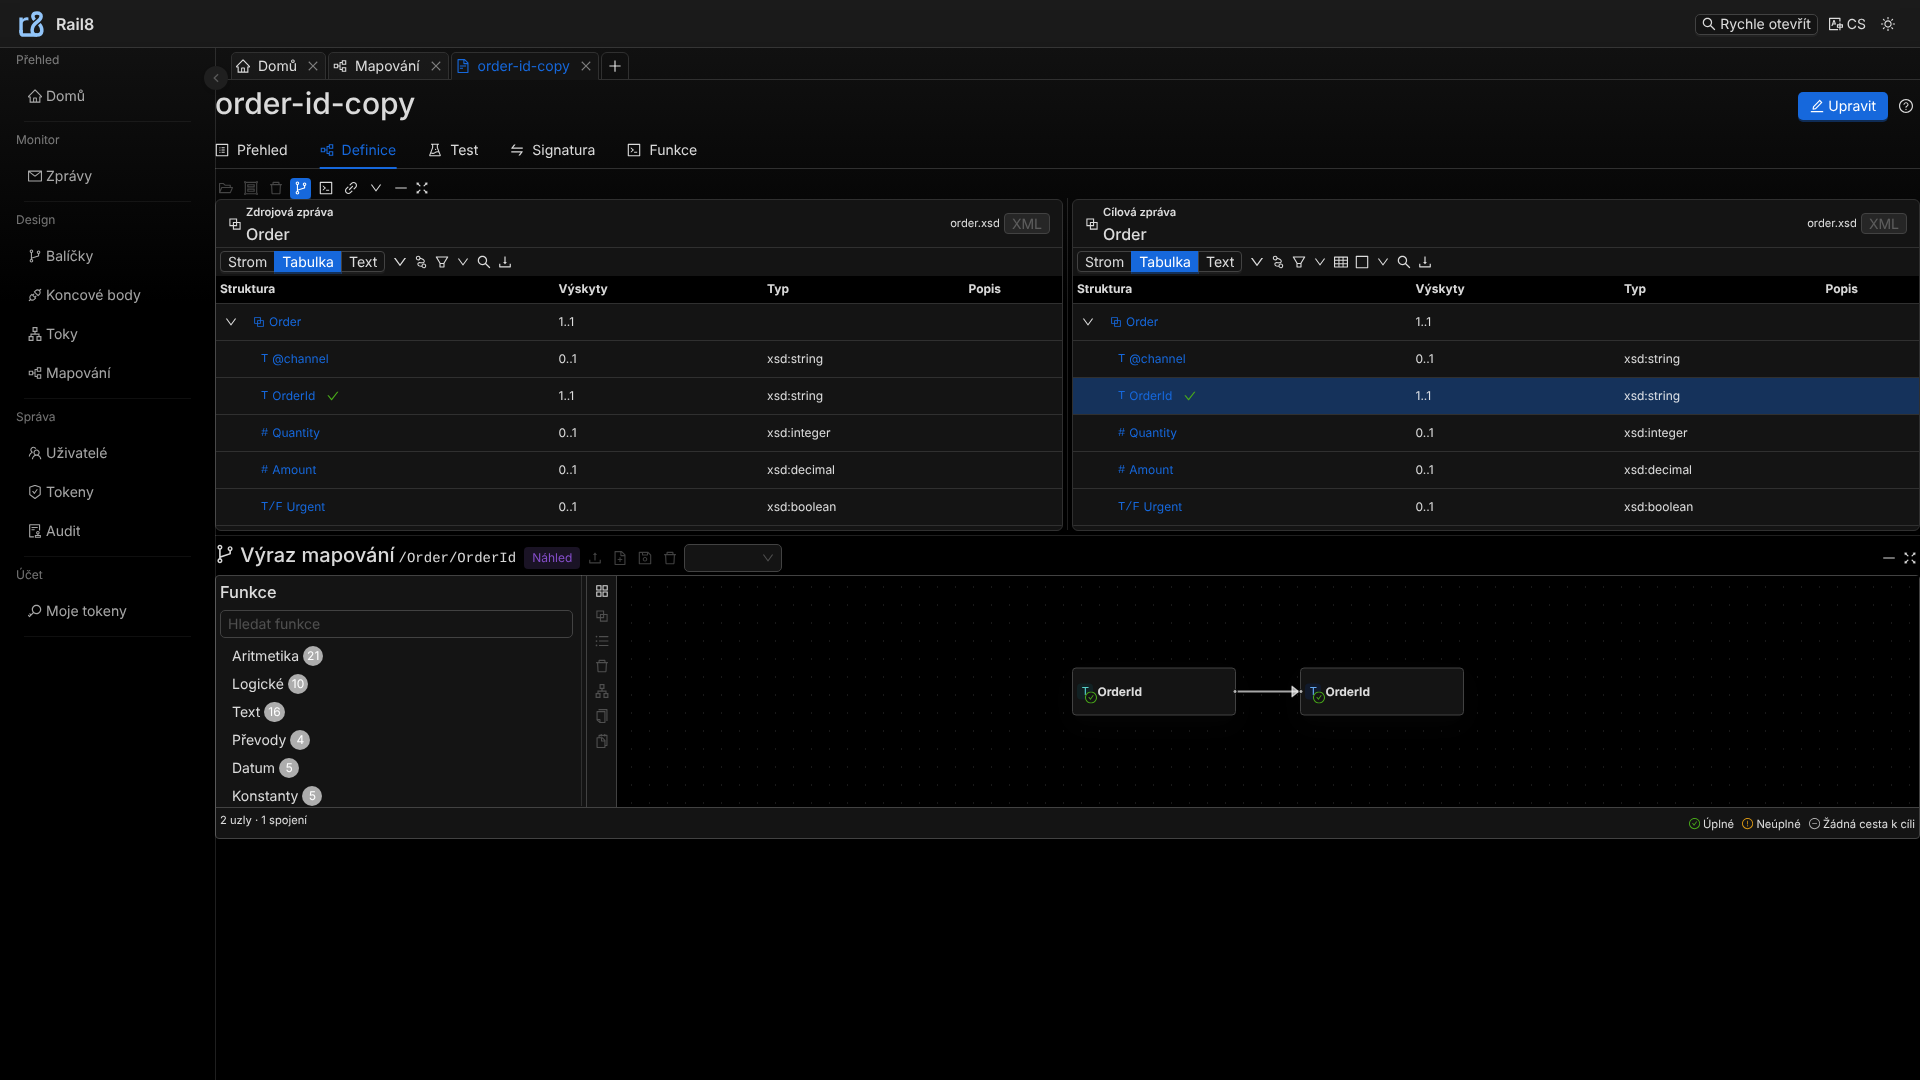 Rail8
Rychle otevřít
CS
Přehled
Domů
Monitor
Zprávy
Design
Balíčky
Koncové body
Toky
Mapování
Správa
Uživatelé
Tokeny
Audit
Účet
Moje tokeny
Domů
Mapování
order-id-copy
order-id-copy
Upravit
Přehled
Definice
Test
Signatura
Funkce
Zdrojová zpráva
Order
order.xsd XML
Strom Tabulka Text
Struktura Výskyty Typ Popis
Order 1..1
T @channel 0..1 xsd:string
T OrderId 1..1 xsd:string
# Quantity 0..1 xsd:integer
# Amount 0..1 xsd:decimal
T/F Urgent 0..1 xsd:boolean
Cílová zpráva
Order
order.xsd XML
Strom Tabulka Text
Struktura Výskyty Typ Popis
Order 1..1
T @channel 0..1 xsd:string
T OrderId 1..1 xsd:string
# Quantity 0..1 xsd:integer
# Amount 0..1 xsd:decimal
T/F Urgent 0..1 xsd:boolean
Výraz mapování /Order/OrderId Náhled
Funkce
Hledat funkce
Aritmetika 21
Logické 10
Text 16
Převody 4
Datum 5
Konstanty 5
T OrderId
T OrderId
2 uzly · 1 spojení
Úplné Neúplné Žádná cesta k cíli